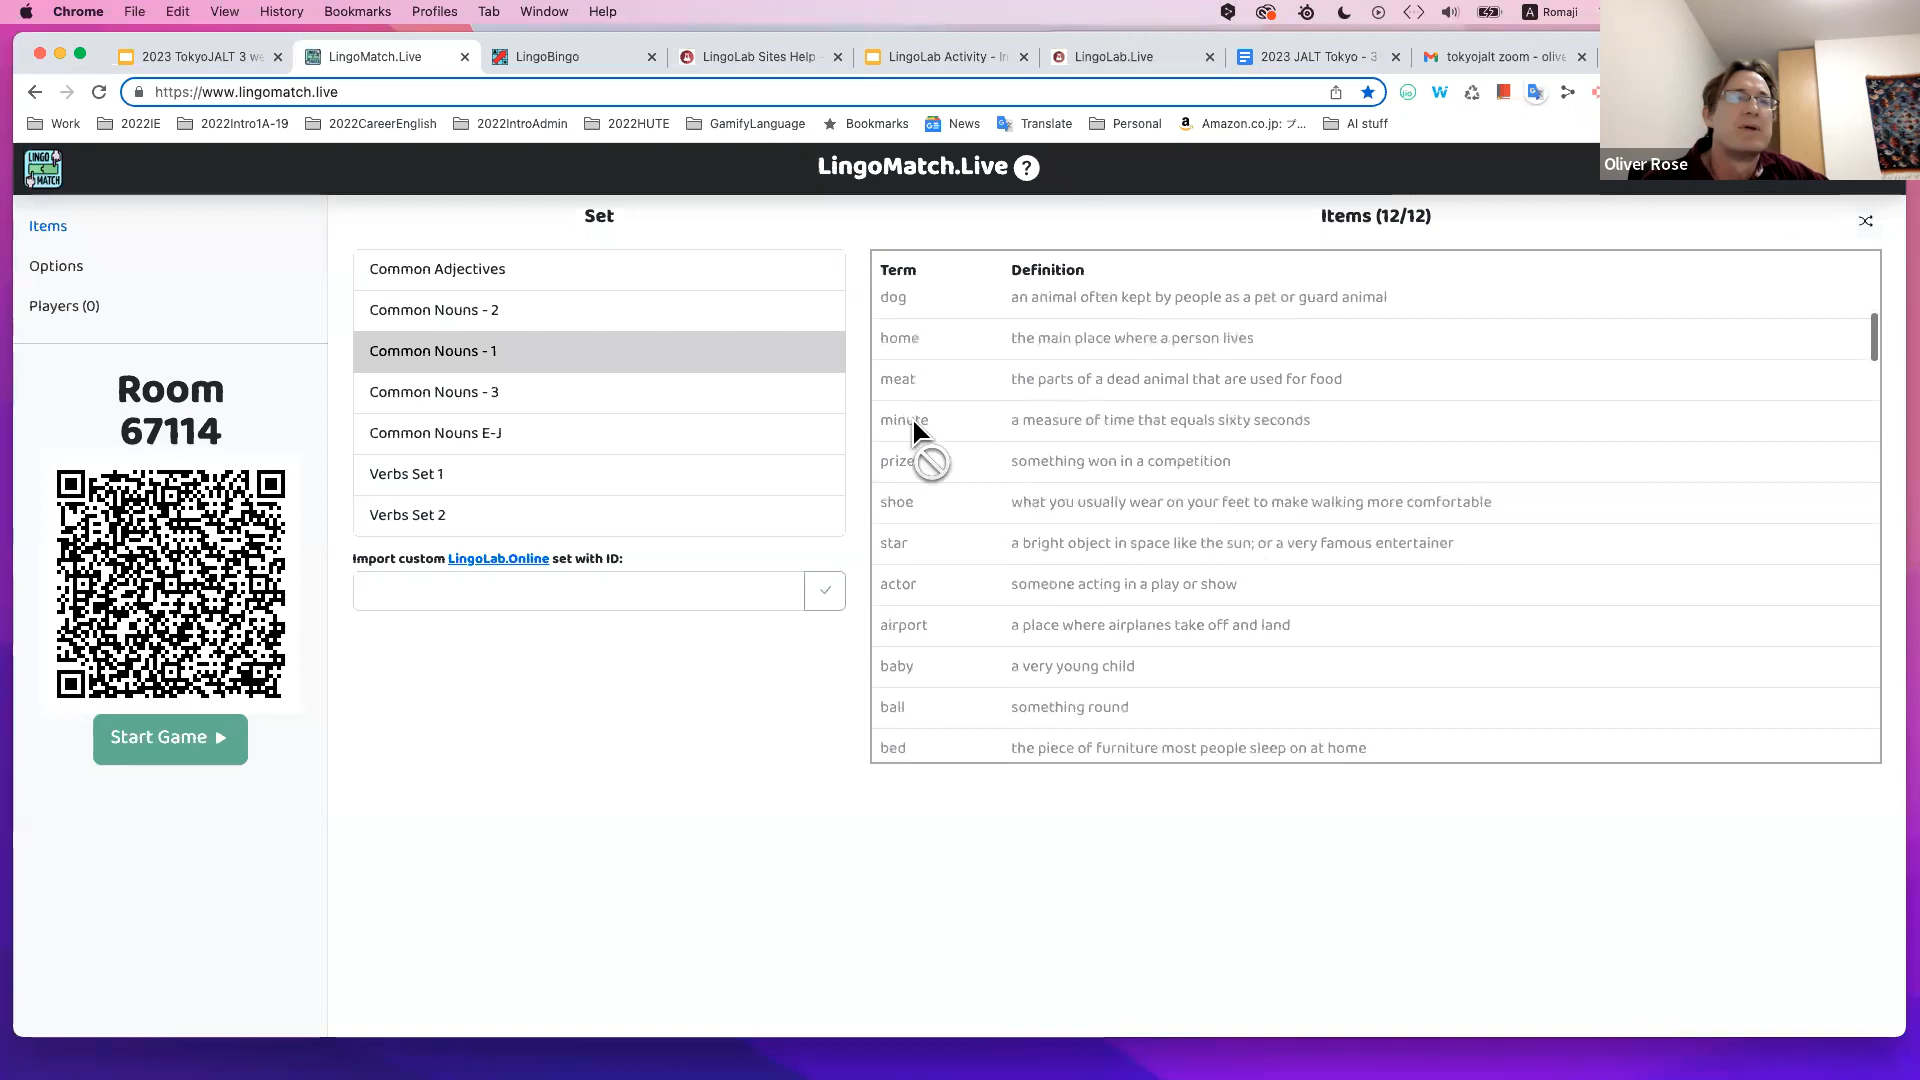 Chrome File Edit View History Bookmarks Profiles Tab Window Help
A Romaji
2023 TokyoJALT 3 we
LingoMatch.Live
LingoBingo
LingoLab Sites Help
LingoLab Activity - In
LingoLab.Live
2023 JALT Tokyo - 3
tokyojalt zoom - olive
https://www.lingomatch.live
Work 2022IE 2022Intro1A-19 2022CareerEnglish 2022IntroAdmin 2022HUTE GamifyLanguage Bookmarks News Translate Personal Amazon.co.jp: プ... AI stuff
LINGO MATCH
LingoMatch.Live ?
Oliver Rose
Items
Options
Players (0)
Room
67114
Start Game
Set
Common Adjectives
Common Nouns - 2
Common Nouns - 1
Common Nouns - 3
Common Nouns E-J
Verbs Set 1
Verbs Set 2
Import custom LingoLab.Online set with ID:
Items (12/12)
Term Definition
dog an animal often kept by people as a pet or guard animal
home the main place where a person lives
meat the parts of a dead animal that are used for food
minute a measure of time that equals sixty seconds
prize something won in a competition
shoe what you usually wear on your feet to make walking more comfortable
star a bright object in space like the sun; or a very famous entertainer
actor someone acting in a play or show
airport a place where airplanes take off and land
baby a very young child
ball something round
bed the piece of furniture most people sleep on at home